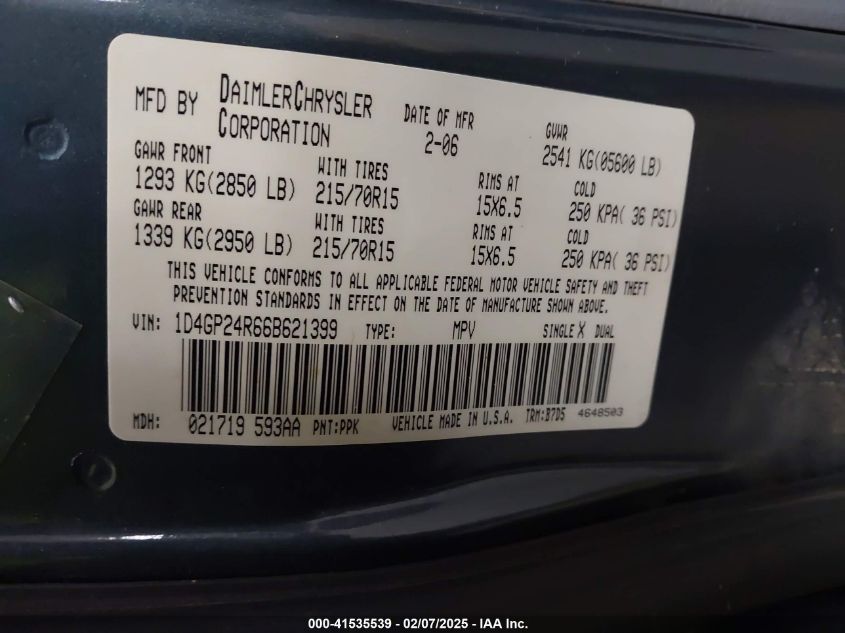 MFD BY DAIMLERCHRYSLER CORPORATION DATE OF MFR 2-06 GVWR 2541 KG(05600 LB)
GAWR FRONT WITH TIRES RIMS AT COLD
1293 KG(2850 LB) 215/70R15 15X6.5 250 KPA( 36 PSI)
GAWR REAR WITH TIRES RIMS AT COLD
1339 KG(2950 LB) 215/70R15 15X6.5 250 KPA( 36 PSI)
THIS VEHICLE CONFORMS TO ALL APPLICABLE FEDERAL MOTOR VEHICLE SAFETY AND THEFT
PREVENTION STANDARDS IN EFFECT ON THE DATE OF MANUFACTURE SHOWN ABOVE.
VIN: 1D4GP24R66B621399 TYPE: MPV SINGLE X DUAL
MDH: 021719 593AA PNT:PPK VEHICLE MADE IN U.S.A. TRM:B7D5 4648503
000-41535539 - 02/07/2025 - IAA Inc.